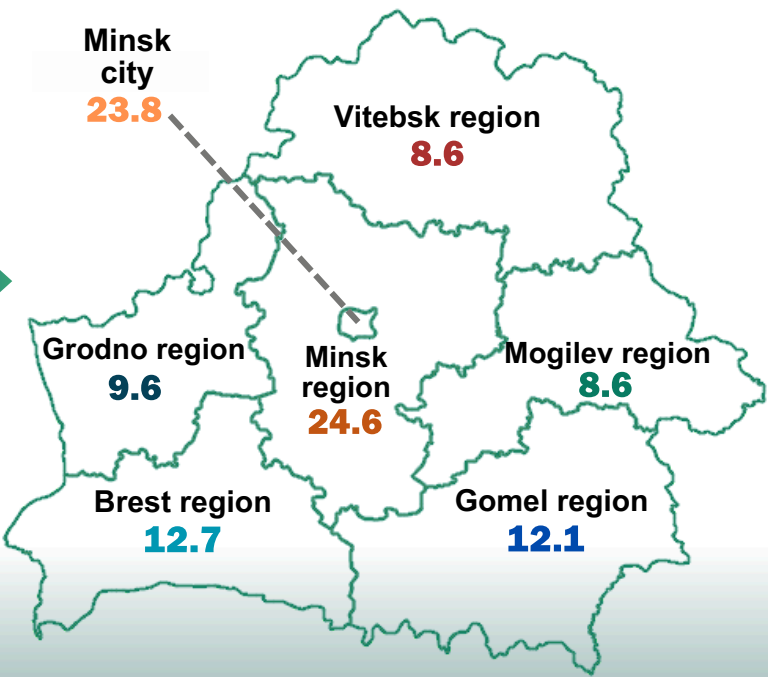 Minsk
city
23.8
Vitebsk region
8.6
Grodno region
9.6
Minsk
region
24.6
Mogilev region
8.6
Brest region
12.7
Gomel region
12.1